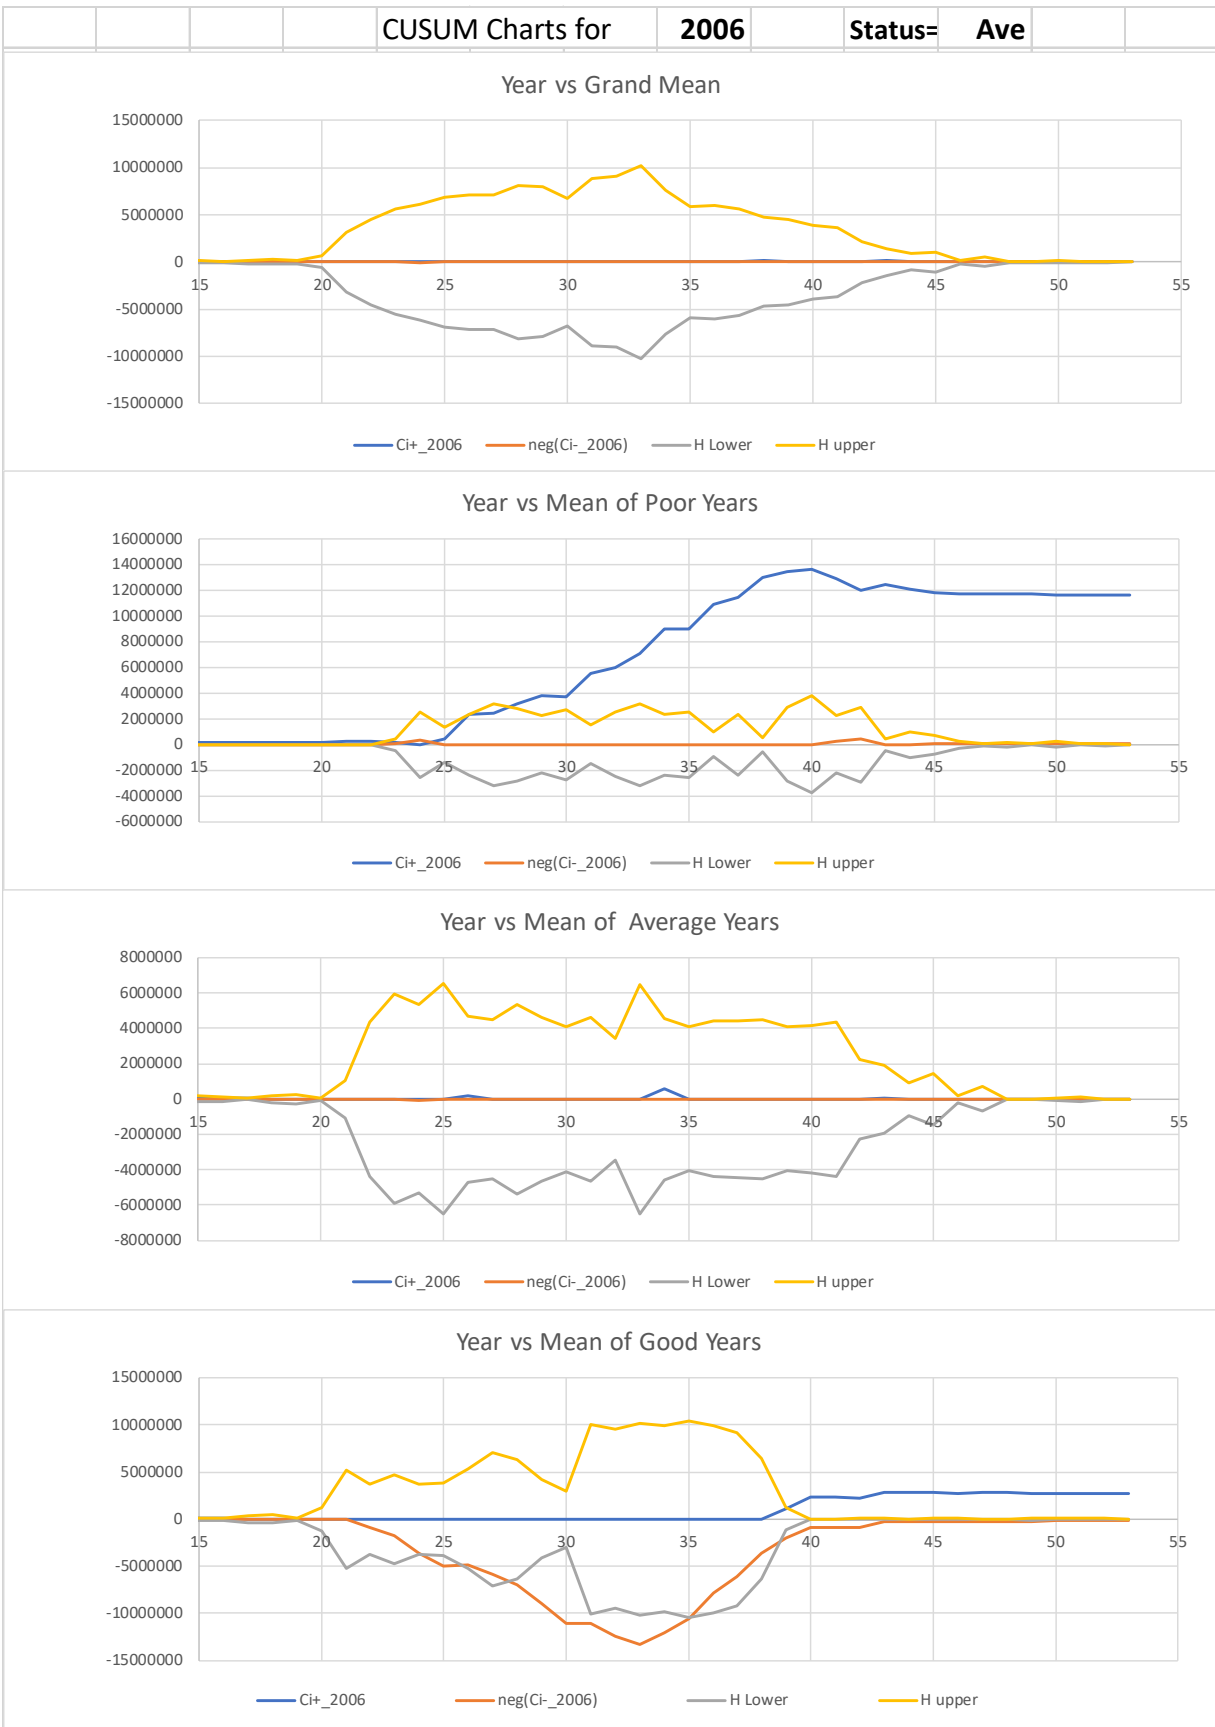 CUSUM Charts for 2006 Status= Ave
Year vs Grand Mean
15000000
10000000
5000000
0
15 20 25 30 35 40 45 50 55
-5000000
-10000000
-15000000
Ci+_2006 neg(Ci-_2006) H Lower H upper
Year vs Mean of Poor Years
16000000
14000000
12000000
10000000
8000000
6000000
4000000
2000000
0
15 20 25 30 35 40 45 50 55
-2000000
-4000000
-6000000
Ci+_2006 neg(Ci-_2006) H Lower H upper
Year vs Mean of  Average Years
8000000
6000000
4000000
2000000
0
15 20 25 30 35 40 45 50 55
-2000000
-4000000
-6000000
-8000000
Ci+_2006 neg(Ci-_2006) H Lower H upper
Year vs Mean of Good Years
15000000
10000000
5000000
0
15 20 25 30 35 40 45 50 55
-5000000
-10000000
-15000000
Ci+_2006 neg(Ci-_2006) H Lower H upper